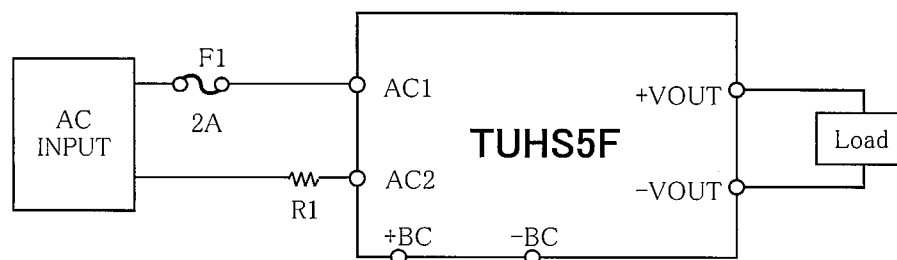 F1
AC1
+VOUT
AC
INPUT
2A
TUHS5F
Load
AC2
-VOUT
R1
+BC
-BC